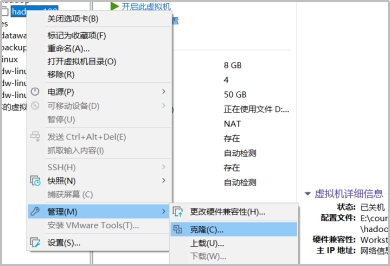 关闭选项卡(B)
标记为收藏项(F)
重命名(A)...
打开虚拟机目录(O)
移除(R)
电源(P)
可移动设备(D)
暂停(U)
发送 Ctrl+Alt+Del(E)
抓取输入内容(I)
SSH(H)
快照(N)
捕获屏幕 (C)
管理(M)
安装 VMware Tools(T)...
设置(S)...
更改硬件兼容性(H)...
克隆(C)...
上载(U)...
下载(W)...
开启此虚拟机
8 GB
4
50 GB
正在使用文件 D:...
NAT
存在
自动检测
存在
自动检测
虚拟机详细信息
状态: 已关机
配置文件: E:\cour
\hadoo
硬件兼容性: Workst
主 IP 地址: 网络信息
es
datawa
backup
linux
dw-linu
dw-linu
dw-linu
的虚拟